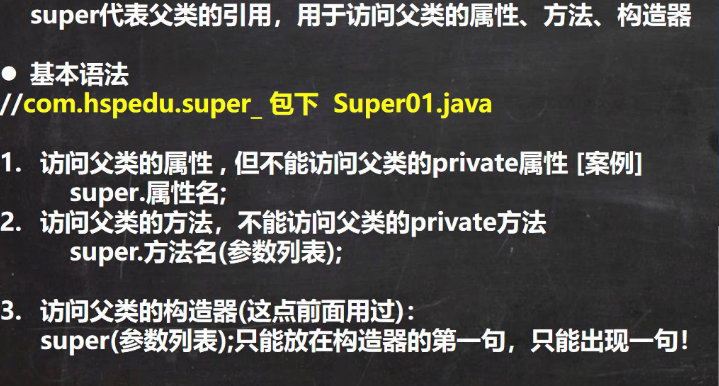 super代表父类的引用，用于访问父类的属性、方法、构造器
● 基本语法
//com.hspedu.super_ 包下  Super01.java
1. 访问父类的属性 , 但不能访问父类的private属性 [案例]
super.属性名;
2. 访问父类的方法，不能访问父类的private方法
super.方法名(参数列表);
3. 访问父类的构造器(这点前面用过)：
super(参数列表);只能放在构造器的第一句，只能出现一句！